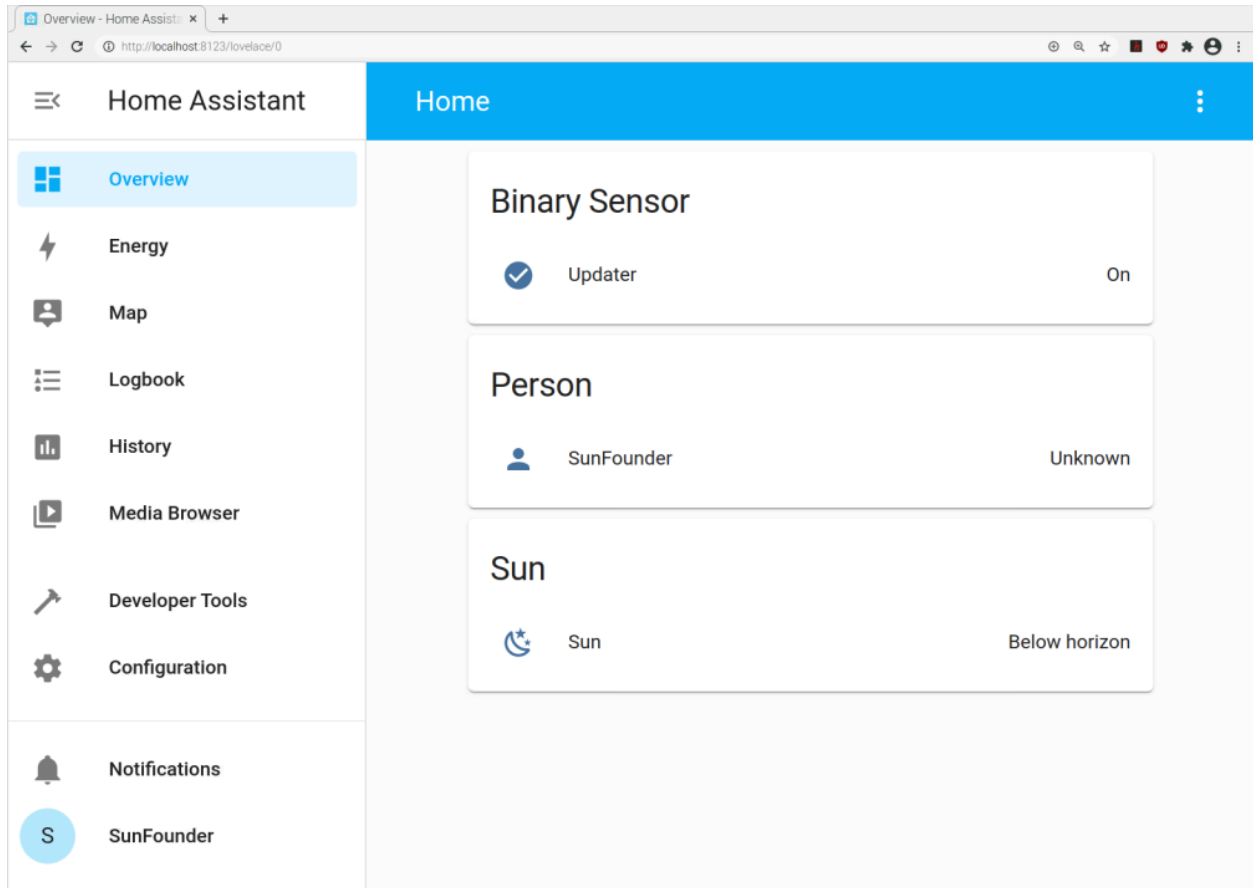 Overview - Home Assista
http://localhost:8123/lovelace/0
Home Assistant
Home
Overview
Energy
Map
Logbook
History
Media Browser
Developer Tools
Configuration
Notifications
S SunFounder
Binary Sensor
Updater On
Person
SunFounder Unknown
Sun
Sun Below horizon